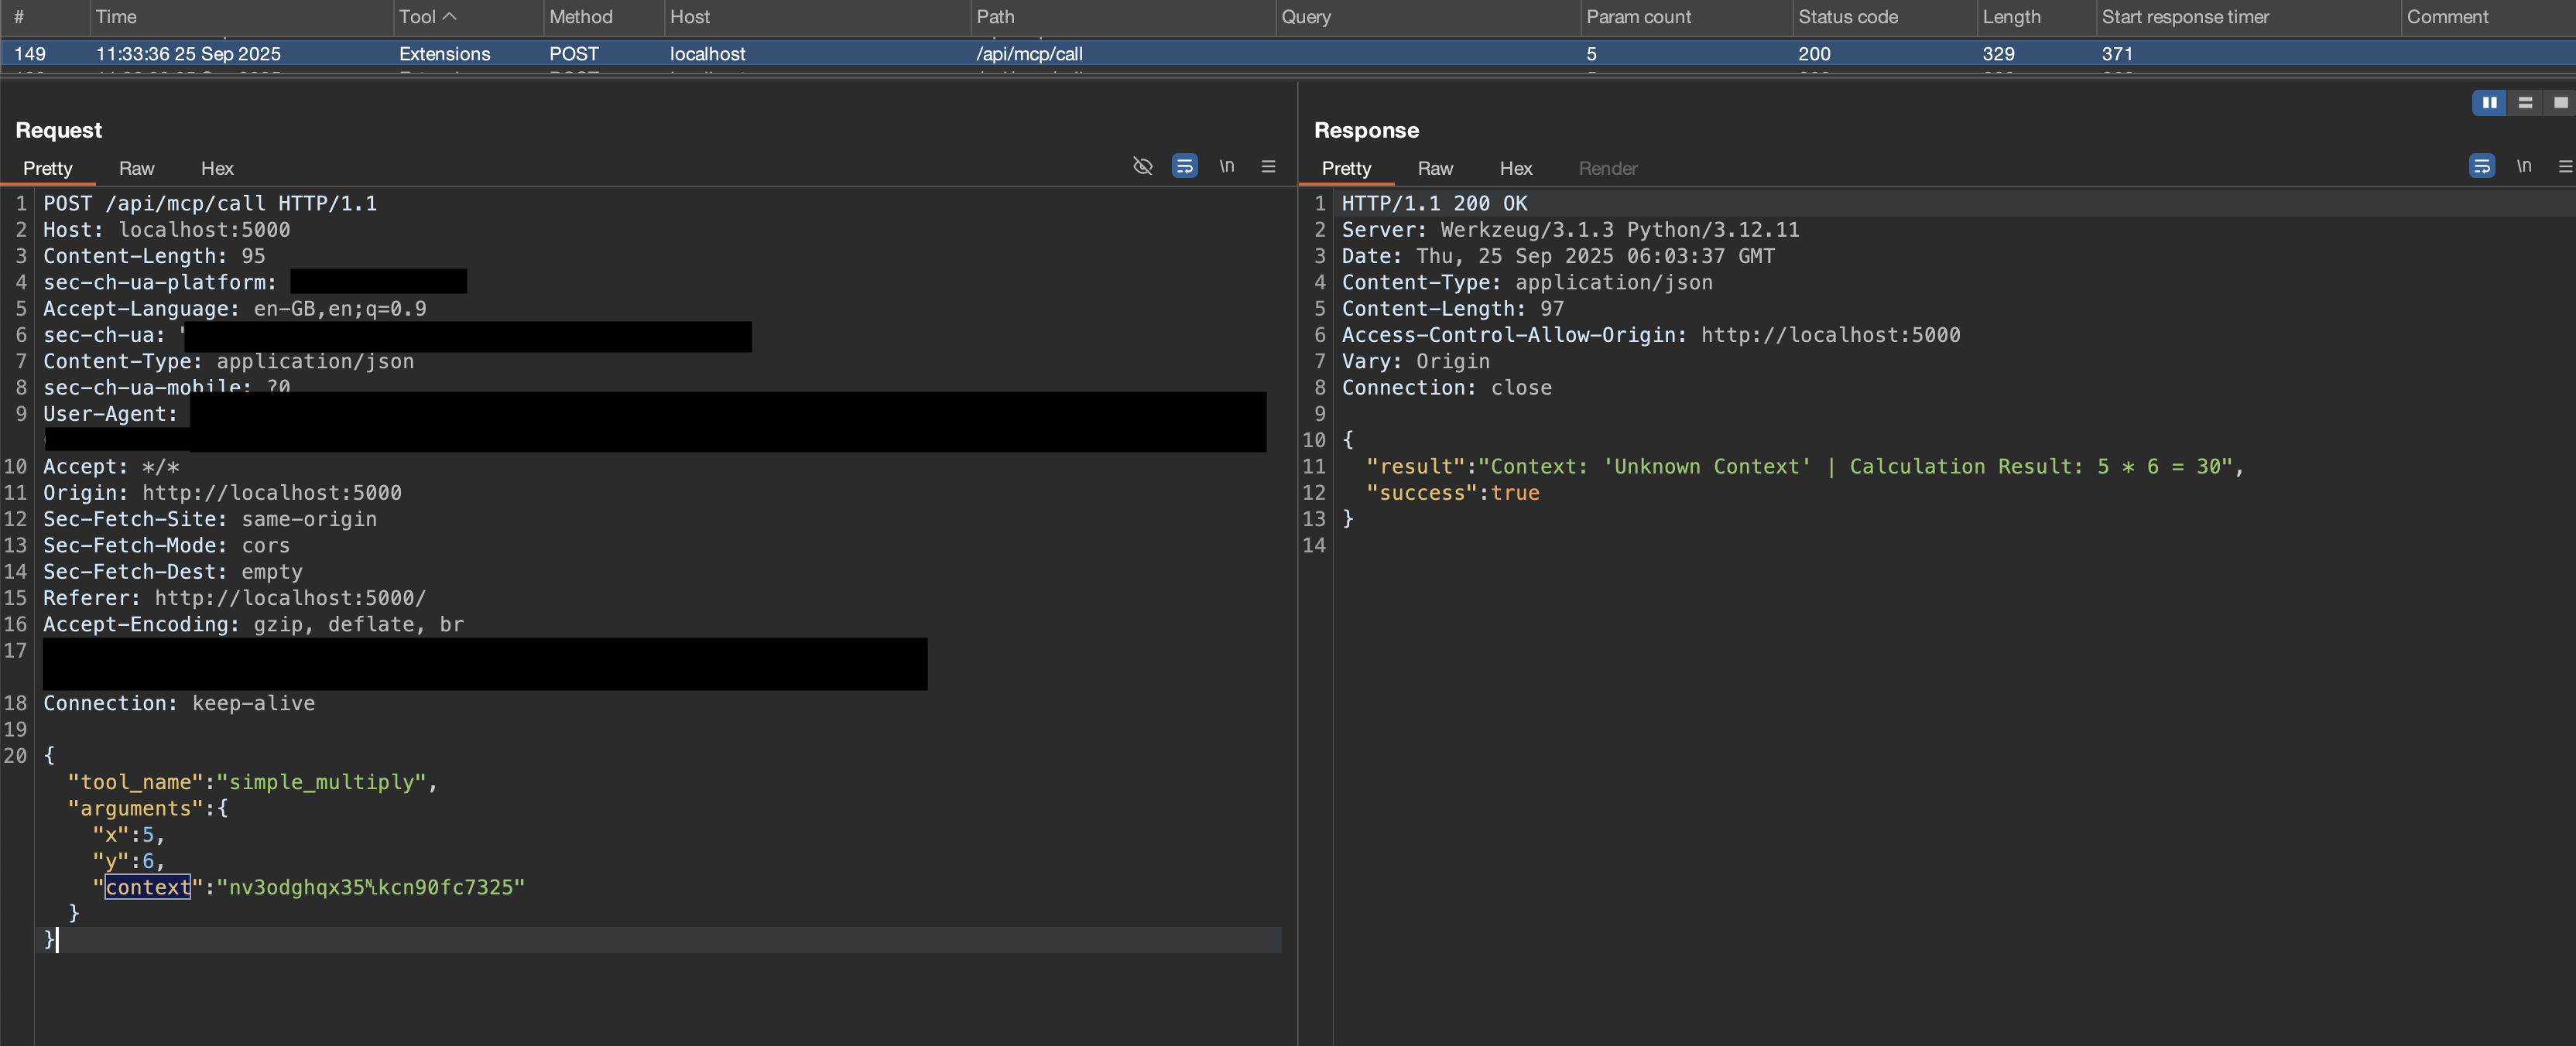 # Time Tool Method Host Path Query Param count Status code Length Start response timer Comment
149 11:33:36 25 Sep 2025 Extensions POST localhost /api/mcp/call 5 200 329 371
Request
Pretty Raw Hex \n
1 POST /api/mcp/call HTTP/1.1
2 Host: localhost:5000
3 Content-Length: 95
4 sec-ch-ua-platform:
5 Accept-Language: en-GB,en;q=0.9
6 sec-ch-ua: "
7 Content-Type: application/json
8 sec-ch-ua-mobile: ?0
9 User-Agent:
10 Accept: */*
11 Origin: http://localhost:5000
12 Sec-Fetch-Site: same-origin
13 Sec-Fetch-Mode: cors
14 Sec-Fetch-Dest: empty
15 Referer: http://localhost:5000/
16 Accept-Encoding: gzip, deflate, br
17
18 Connection: keep-alive
19
20 {
"tool_name":"simple_multiply",
"arguments":{
"x":5,
"y":6,
"context":"nv3odghqx35␤kcn90fc7325"
}
}
Response
Pretty Raw Hex Render \n
1 HTTP/1.1 200 OK
2 Server: Werkzeug/3.1.3 Python/3.12.11
3 Date: Thu, 25 Sep 2025 06:03:37 GMT
4 Content-Type: application/json
5 Content-Length: 97
6 Access-Control-Allow-Origin: http://localhost:5000
7 Vary: Origin
8 Connection: close
9
10 {
11 "result":"Context: 'Unknown Context' | Calculation Result: 5 * 6 = 30",
12 "success":true
13 }
14